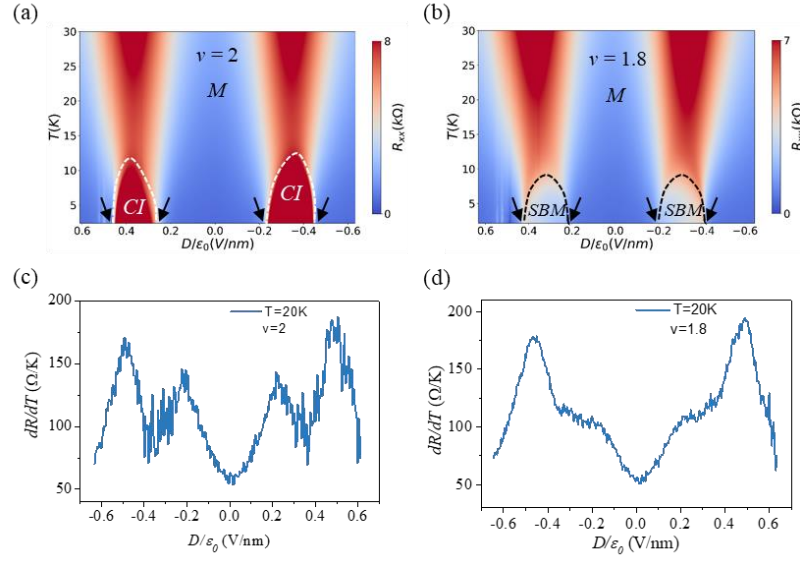 (a)
(b)
30
25
20
15
10
5
T(K)
v = 2
M
CI
CI
0.6
0.4
0.2
0.0
−0.2
−0.4
−0.6
D/ε₀(V/nm)
8
0
Rxx(kΩ)
30
25
20
15
10
5
T(K)
v = 1.8
M
SBM
SBM
0.6
0.4
0.2
0.0
−0.2
−0.4
−0.6
D/ε₀(V/nm)
7
0
(c)
(d)
200
150
100
50
dR/dT (Ω/K)
T=20K
v=2
-0.6
-0.4
-0.2
0.0
0.2
0.4
0.6
D/ε₀ (V/nm)
200
150
100
50
dR/dT (Ω/K)
T=20K
v=1.8
-0.6
-0.4
-0.2
0.0
0.2
0.4
0.6
D/ε₀ (V/nm)